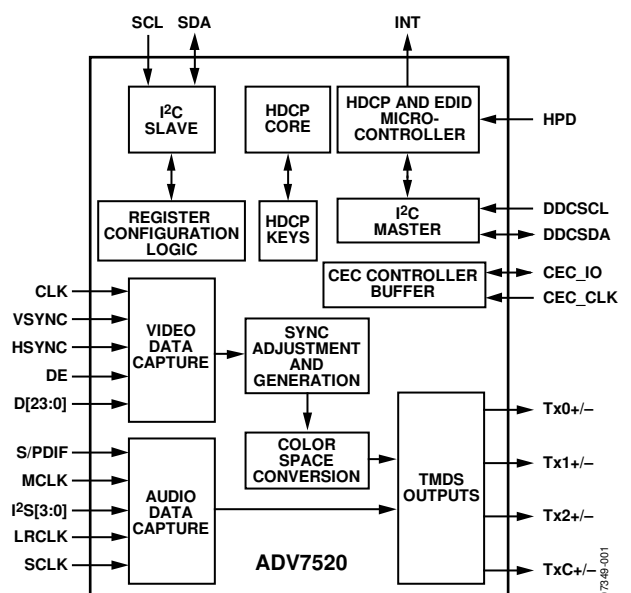 SCL SDA INT
I²C
SLAVE
HDCP
CORE
HDCP AND EDID
MICRO-
CONTROLLER
HPD
REGISTER
CONFIGURATION
LOGIC
HDCP
KEYS
I²C
MASTER
DDCSCL
DDCSDA
CEC CONTROLLER
BUFFER
CEC_IO
CEC_CLK
CLK
VSYNC
HSYNC
DE
D[23:0]
VIDEO
DATA
CAPTURE
SYNC
ADJUSTMENT
AND
GENERATION
COLOR
SPACE
CONVERSION
TMDS
OUTPUTS
Tx0+/–
Tx1+/–
Tx2+/–
TxC+/–
S/PDIF
MCLK
I²S[3:0]
LRCLK
SCLK
AUDIO
DATA
CAPTURE
ADV7520
07349-001